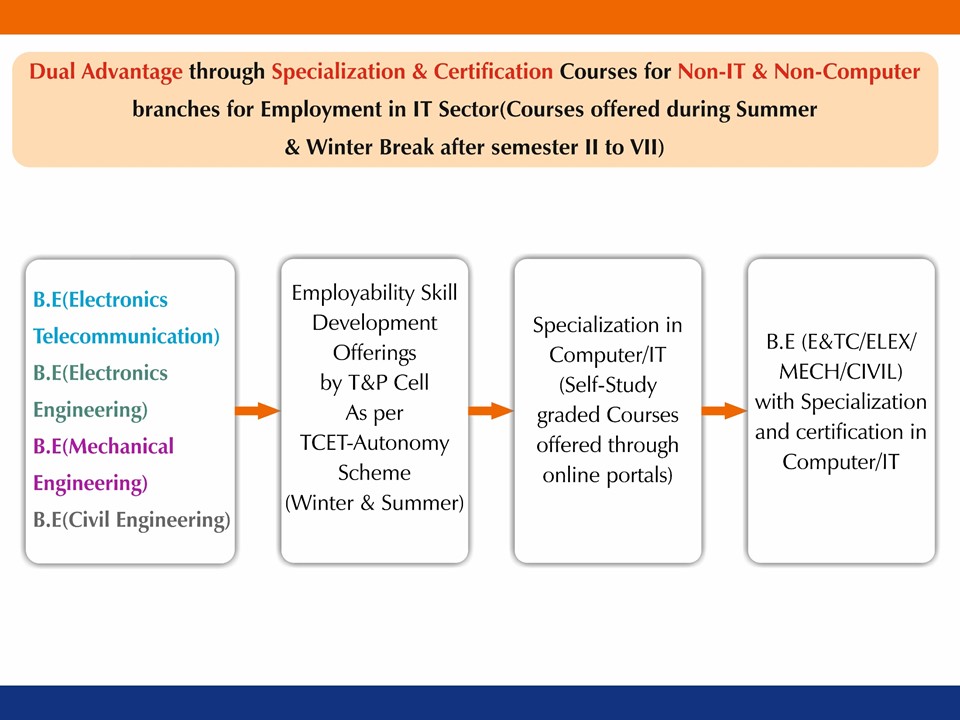 Dual Advantage through Specialization & Certification Courses for Non-IT & Non-Computer
branches for Employment in IT Sector(Courses offered during Summer
& Winter Break after semester II to VII)
B.E(Electronics
Telecommunication)
B.E(Electronics
Engineering)
B.E(Mechanical
Engineering)
B.E(Civil Engineering)
Employability Skill
Development
Offerings
by T&P Cell
As per
TCET-Autonomy
Scheme
(Winter & Summer)
Specialization in
Computer/IT
(Self-Study
graded Courses
offered through
online portals)
B.E (E&TC/ELEX/
MECH/CIVIL)
with Specialization
and certification in
Computer/IT